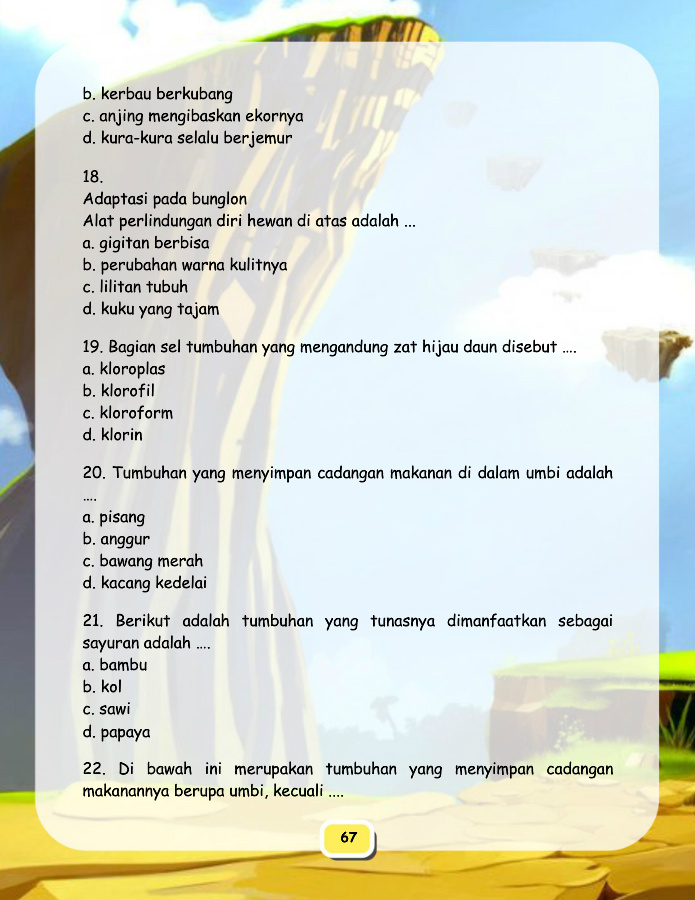 b. kerbau berkubang
c. anjing mengibaskan ekornya
d. kura-kura selalu berjemur
18.
Adaptasi pada bunglon
Alat perlindungan diri hewan di atas adalah ...
a. gigitan berbisa
b. perubahan warna kulitnya
c. lilitan tubuh
d. kuku yang tajam
19. Bagian sel tumbuhan yang mengandung zat hijau daun disebut ....
a. kloroplas
b. klorofil
c. kloroform
d. klorin
20. Tumbuhan yang menyimpan cadangan makanan di dalam umbi adalah
....
a. pisang
b. anggur
c. bawang merah
d. kacang kedelai
21. Berikut adalah tumbuhan yang tunasnya dimanfaatkan sebagai
sayuran adalah ....
a. bambu
b. kol
c. sawi
d. papaya
22. Di bawah ini merupakan tumbuhan yang menyimpan cadangan
makanannya berupa umbi, kecuali ....
67